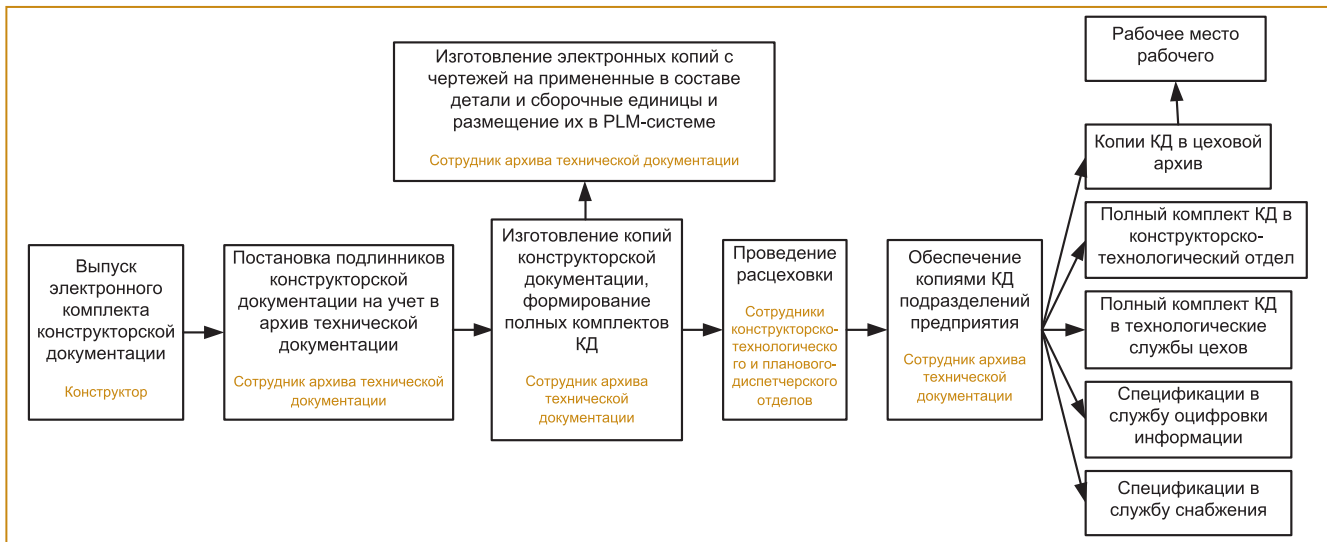 Выпуск
электронного
комплекта
конструкторской
документации
Конструктор
Постановка подлинников
конструкторской
документации на учет в
архив технической
документации
Сотрудник архива технической
документации
Изготовление электронных копий с
чертежей на примененные в составе
детали и сборочные единицы и
размещение их в PLM-системе
Сотрудник архива технической документации
Изготовление копий
конструкторской
документации,
формирование
полных комплектов
КД
Сотрудник архива
технической
документации
Проведение
расцеховки
Сотрудники
конструкторско-
технологическо
го и планового-
диспетчерского
отделов
Обеспечение
копиями КД
подразделений
предприятия
Сотрудник архива
технической
документации
Рабочее место
рабочего
Копии КД в цеховой
архив
Полный комплект КД в
конструкторско-
технологический отдел
Полный комплект КД
в технологические
службы цехов
Спецификации в
службу оцифровки
информации
Спецификации в
службу снабжения